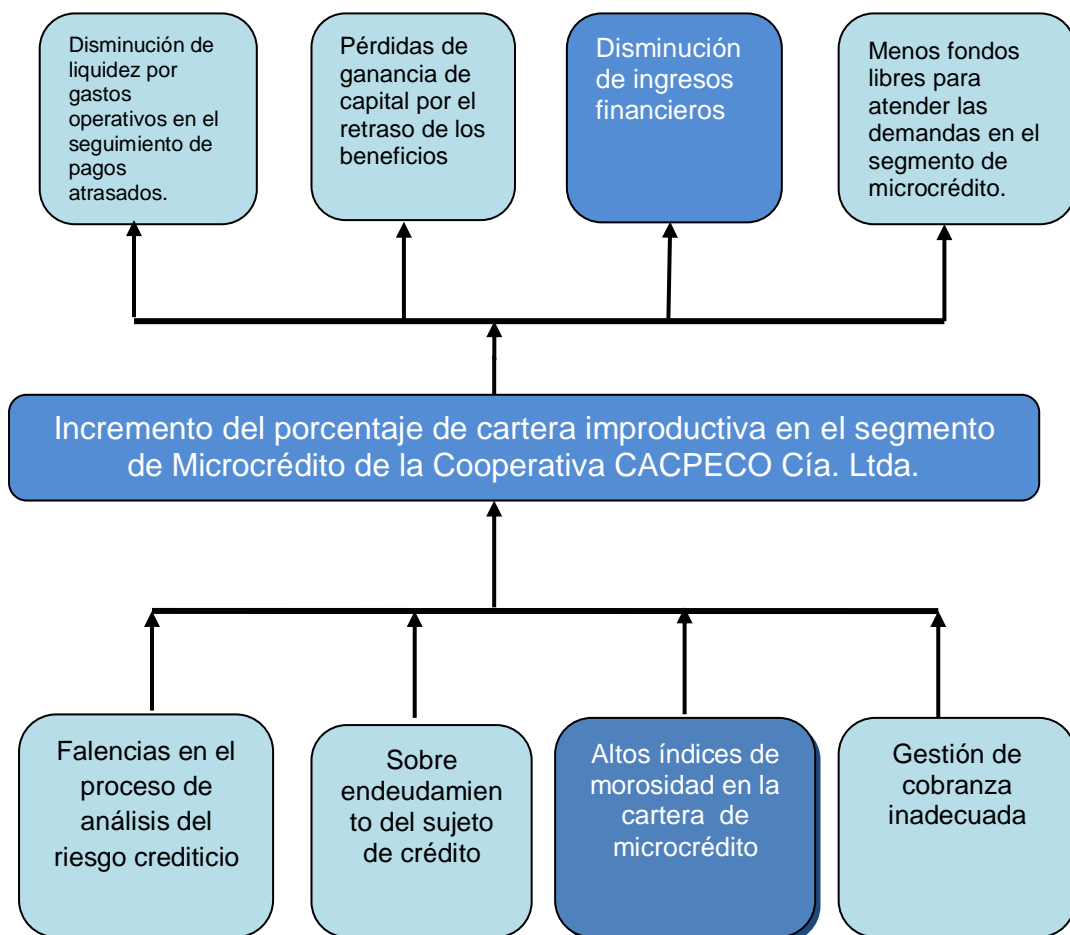 Disminución de
liquidez por
gastos
operativos en el
seguimiento de
pagos
atrasados.
Pérdidas de
ganancia de
capital por el
retraso de los
beneficios
Disminución
de ingresos
financieros
Menos fondos
libres para
atender las
demandas en el
segmento de
microcrédito.
Incremento del porcentaje de cartera improductiva en el segmento
de Microcrédito de la Cooperativa CACPECO Cía. Ltda.
Falencias en el
proceso de
análisis del
riesgo crediticio
Sobre
endeudamien
to del sujeto
de crédito
Altos índices de
morosidad en la
cartera de
microcrédito
Gestión de
cobranza
inadecuada